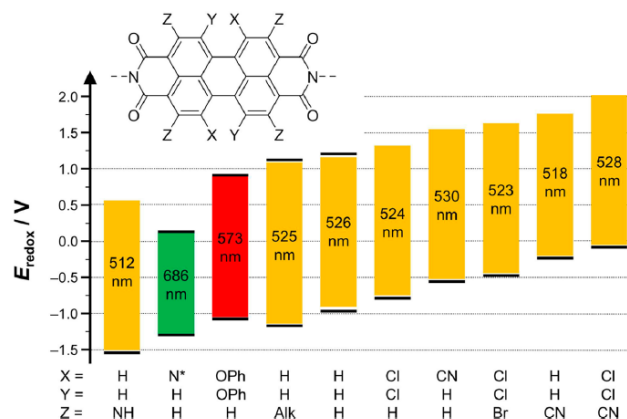 Z Y X Z
O O
--N N--
O O
Z X Y Z
E redox / V
2.0
1.5
1.0
0.5
0.0
−0.5
−1.0
−1.5
512 nm
686 nm
573 nm
525 nm
526 nm
524 nm
530 nm
523 nm
518 nm
528 nm
X = H N* OPh H H Cl CN Cl H Cl
Y = H H OPh H H Cl H Cl H Cl
Z = NH H H Alk H H H Br CN CN